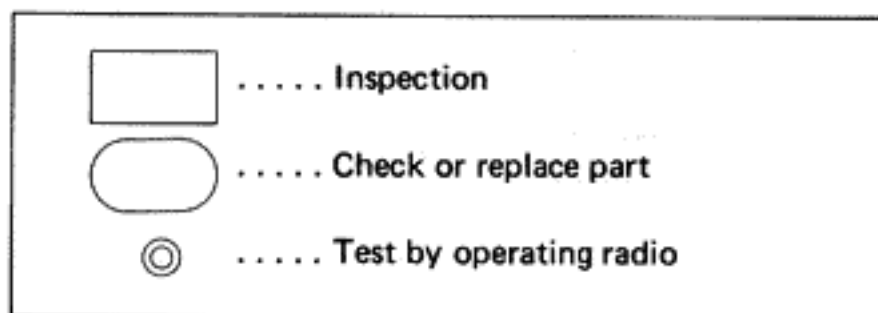 ..... Inspection
..... Check or replace part
..... Test by operating radio